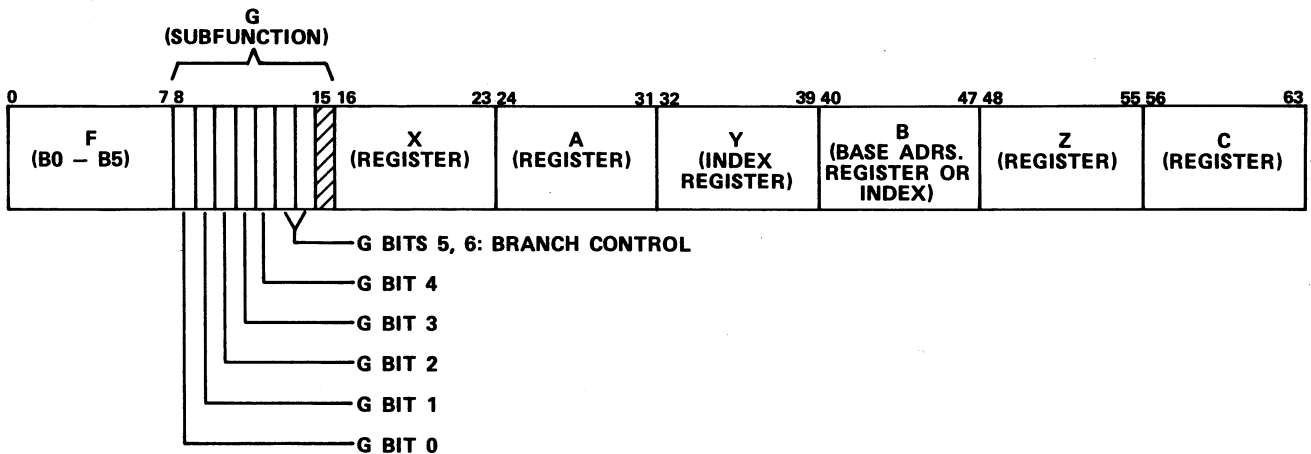 G
(SUBFUNCTION)
0 7 8 15 16 23 24 31 32 39 40 47 48 55 56 63
F
(B0 – B5)
X
(REGISTER)
A
(REGISTER)
Y
(INDEX
REGISTER)
B
(BASE ADRS.
REGISTER OR
INDEX)
Z
(REGISTER)
C
(REGISTER)
G BITS 5, 6: BRANCH CONTROL
G BIT 4
G BIT 3
G BIT 2
G BIT 1
G BIT 0